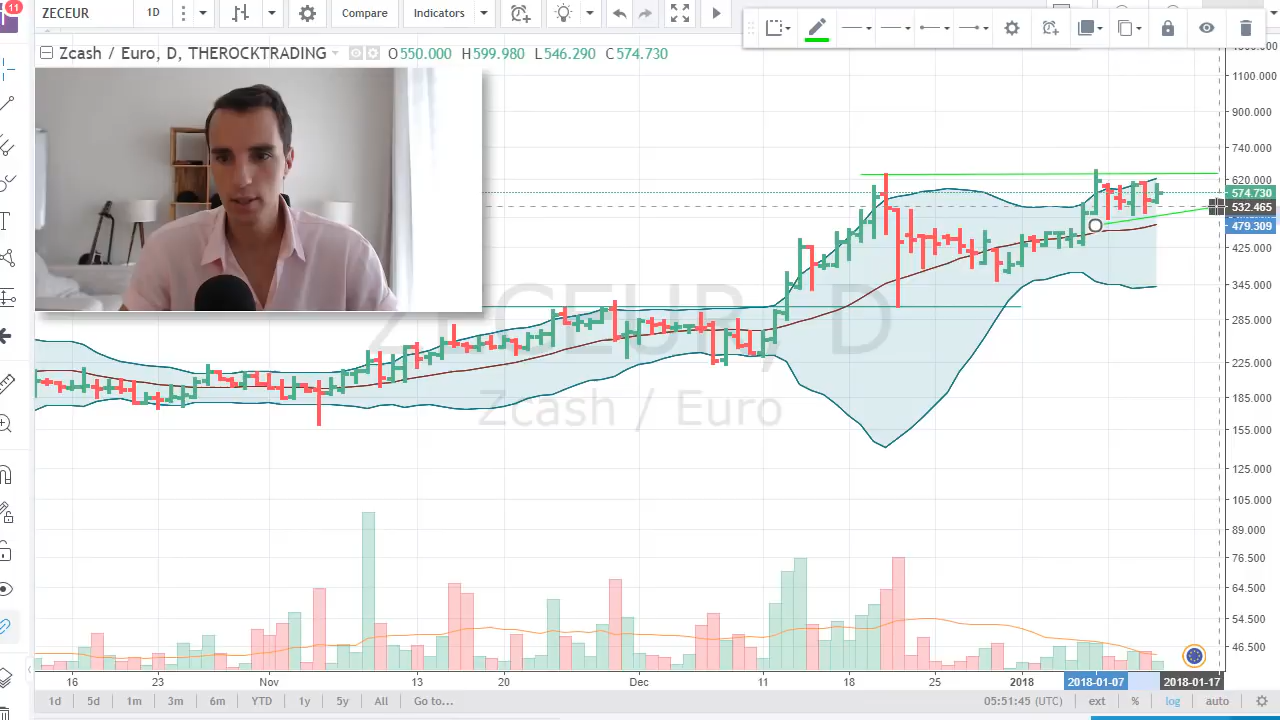 11
ZECEUR
1D
Compare
Indicators
Zcash / Euro, D, THEROCKTRADING
O550.000 H599.980 L546.290 C574.730
1100.000
900.000
740.000
620.000
574.730
532.465
479.309
425.000
345.000
285.000
225.000
185.000
155.000
125.000
105.000
89.000
76.500
64.500
54.500
46.500
ZECEUR, D
Zcash / Euro
16 23 Nov 13 20 Dec 11 18 25 2018 2018-01-07 2018-01-17
1d 5d 1m 3m 6m YTD 1y 5y All Go to... 05:51:45 (UTC) ext % log auto